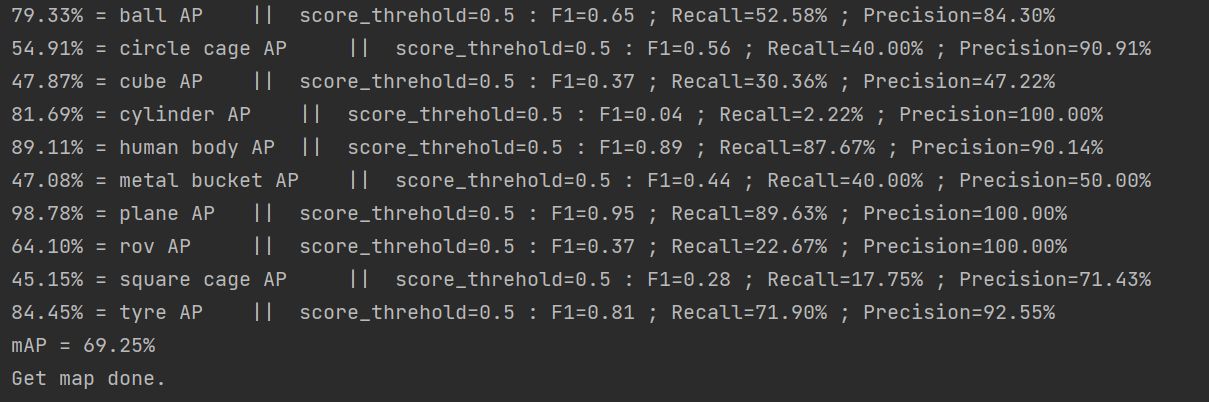 79.33% = ball AP    ||  score_threhold=0.5 : F1=0.65 ; Recall=52.58% ; Precision=84.30%
54.91% = circle cage AP     ||  score_threhold=0.5 : F1=0.56 ; Recall=40.00% ; Precision=90.91%
47.87% = cube AP    ||  score_threhold=0.5 : F1=0.37 ; Recall=30.36% ; Precision=47.22%
81.69% = cylinder AP    ||  score_threhold=0.5 : F1=0.04 ; Recall=2.22% ; Precision=100.00%
89.11% = human body AP  ||  score_threhold=0.5 : F1=0.89 ; Recall=87.67% ; Precision=90.14%
47.08% = metal bucket AP    ||  score_threhold=0.5 : F1=0.44 ; Recall=40.00% ; Precision=50.00%
98.78% = plane AP   ||  score_threhold=0.5 : F1=0.95 ; Recall=89.63% ; Precision=100.00%
64.10% = rov AP     ||  score_threhold=0.5 : F1=0.37 ; Recall=22.67% ; Precision=100.00%
45.15% = square cage AP     ||  score_threhold=0.5 : F1=0.28 ; Recall=17.75% ; Precision=71.43%
84.45% = tyre AP    ||  score_threhold=0.5 : F1=0.81 ; Recall=71.90% ; Precision=92.55%
mAP = 69.25%
Get map done.